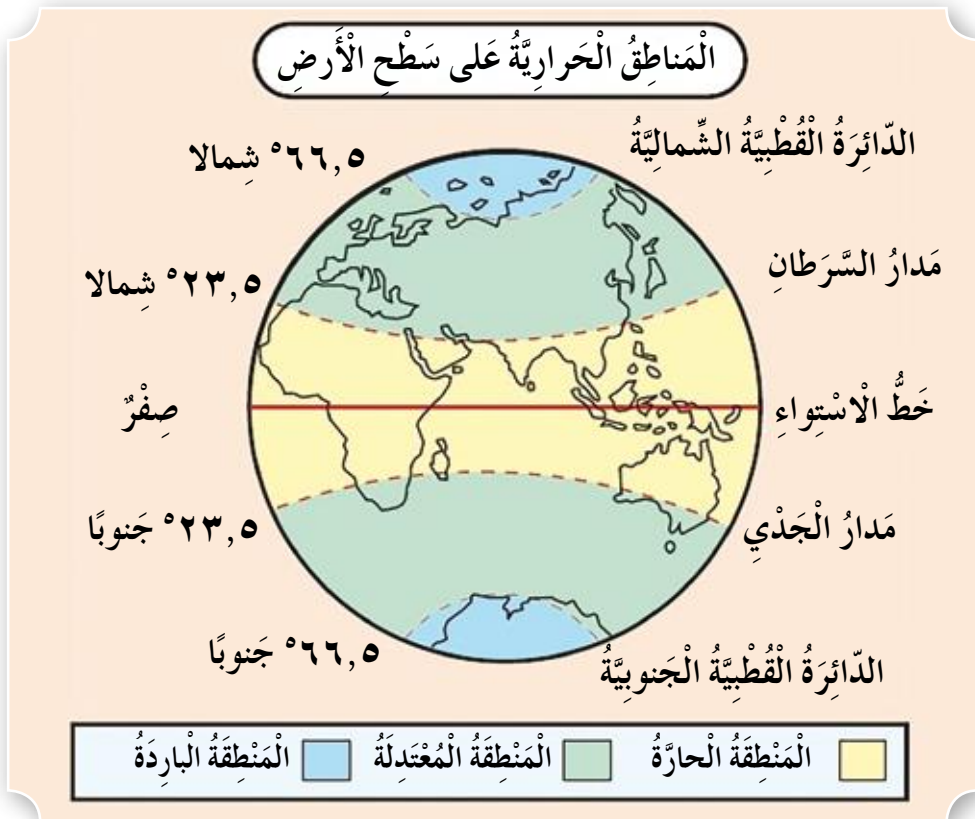 الْمَناطِقُ الْحَرارِيَّةُ عَلى سَطْحِ الْأَرضِ
الدّائِرَةُ الْقُطْبِيَّةُ الشِّمالِيَّةُ
٦٦,٥° شِمالا
مَدارُ السَّرَطانِ
٢٣,٥° شِمالا
خَطُّ الْاسْتِواءِ
صِفْرٌ
مَدارُ الْجَدْيِ
٢٣,٥° جَنوبًا
الدّائِرَةُ الْقُطْبِيَّةُ الْجَنوبِيَّةُ
٦٦,٥° جَنوبًا
الْمَنْطِقَةُ الْحارَّةُ الْمَنْطِقَةُ الْمُعْتَدِلَةُ الْمَنْطِقَةُ الْبارِدَةُ